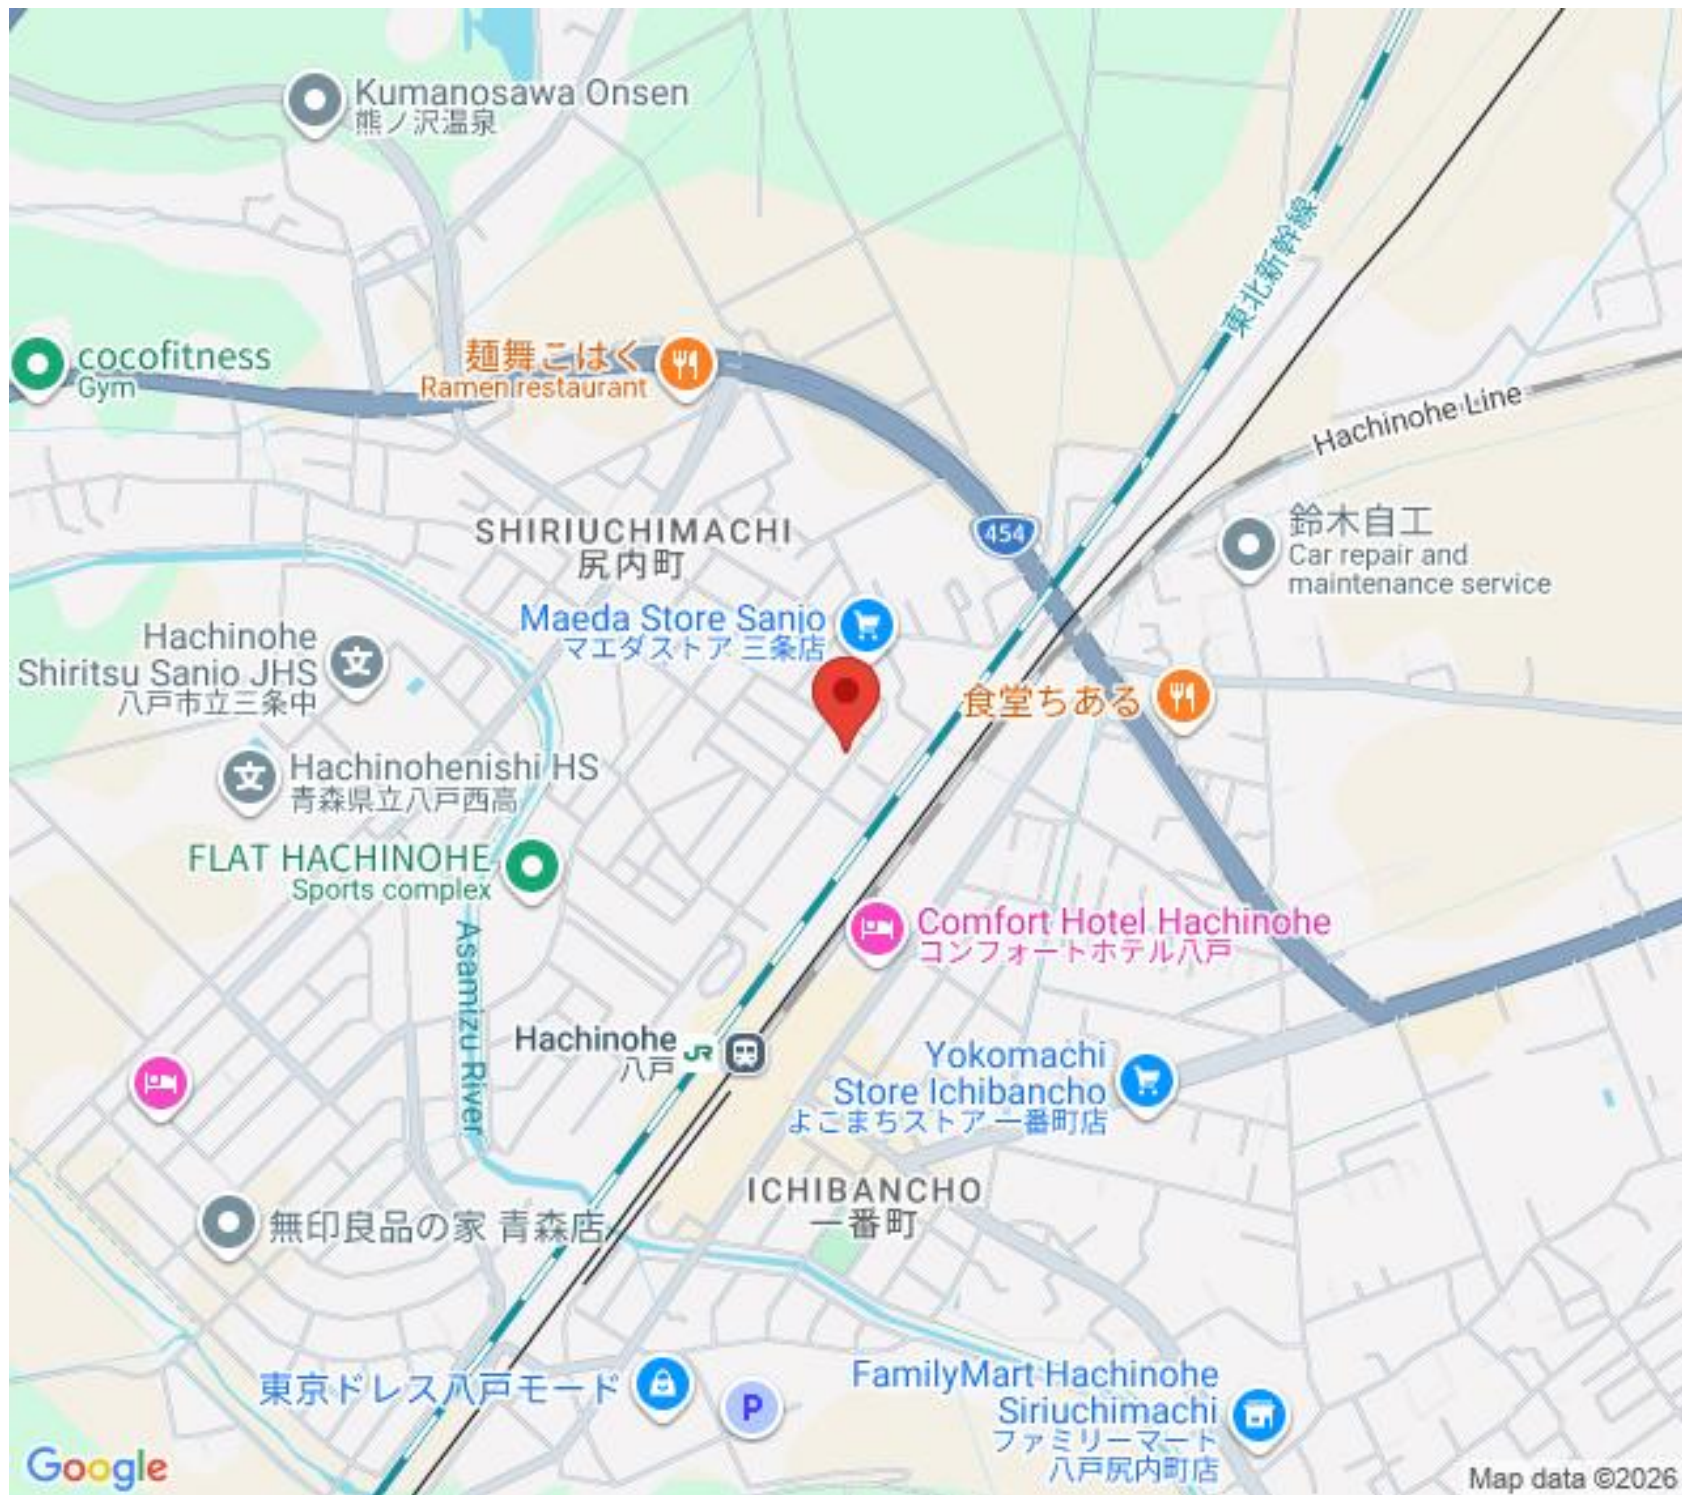 Kumanosawa Onsen
熊ノ沢温泉
東北新幹線
cocofitness
Gym
麺舞こはく
Ramen restaurant
Hachinohe Line
454
SHIRIUCHIMACHI
尻内町
鈴木自工
Car repair and
maintenance service
Maeda Store Sanjo
マエダストア 三条店
Hachinohe
Shiritsu Sanjo JHS
八戸市立三条中
食堂ちある
Hachinohenishi HS
青森県立八戸西高
FLAT HACHINOHE
Sports complex
Comfort Hotel Hachinohe
コンフォートホテル八戸
Asamizu River
Hachinohe
八戸
JR
Yokomachi
Store Ichibancho
よこまちストア 一番町店
ICHIBANCHO
一番町
無印良品の家 青森店
東京ドレス八戸モード
P
FamilyMart Hachinohe
Siriuchimachi
ファミリーマート
八戸尻内町店
Google
Map data ©2026